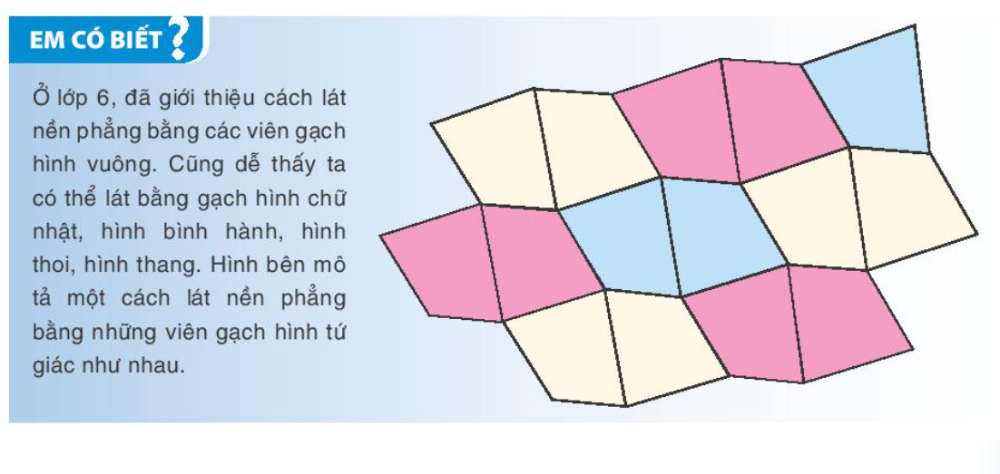 EM CÓ BIẾT ?
Ở lớp 6, đã giới thiệu cách lát
nền phẳng bằng các viên gạch
hình vuông. Cũng dễ thấy ta
có thể lát bằng gạch hình chữ
nhật, hình bình hành, hình
thoi, hình thang. Hình bên mô
tả một cách lát nền phẳng
bằng những viên gạch hình tứ
giác như nhau.